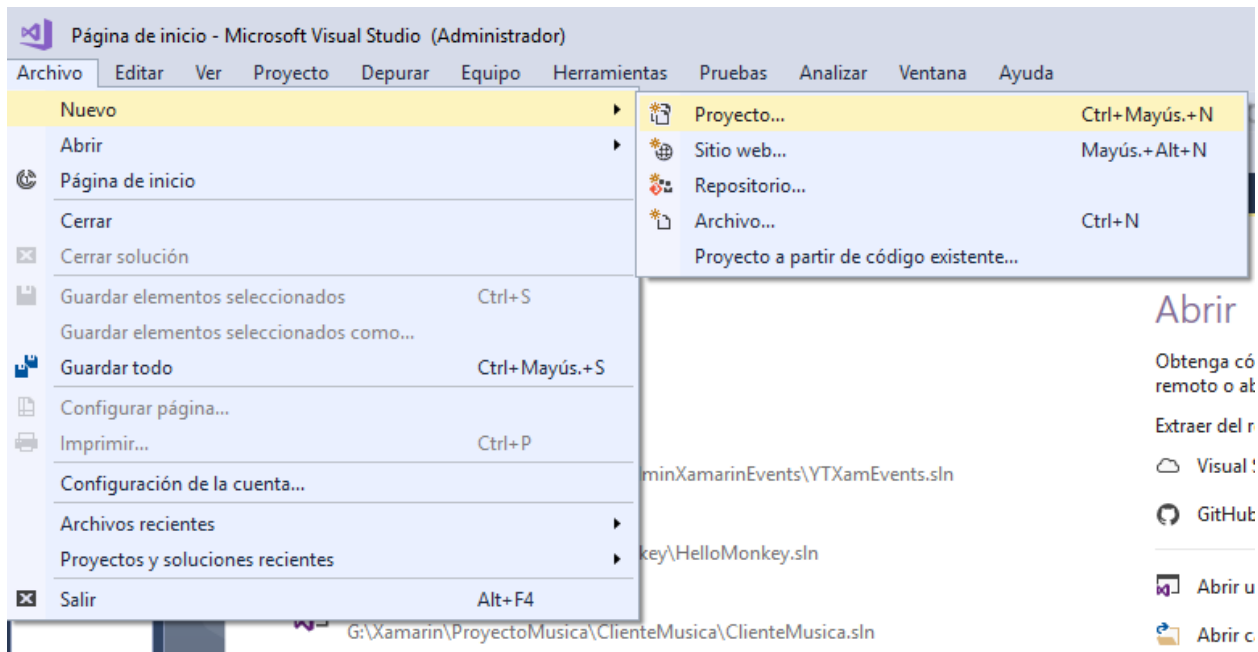 Página de inicio - Microsoft Visual Studio (Administrador)
Archivo Editar Ver Proyecto Depurar Equipo Herramientas Pruebas Analizar Ventana Ayuda
Nuevo
Abrir
Página de inicio
Cerrar
Cerrar solución
Guardar elementos seleccionados Ctrl+S
Guardar elementos seleccionados como...
Guardar todo Ctrl+Mayús.+S
Configurar página...
Imprimir... Ctrl+P
Configuración de la cuenta...
Archivos recientes
Proyectos y soluciones recientes
Salir Alt+F4
Proyecto... Ctrl+Mayús.+N
Sitio web... Mayús.+Alt+N
Repositorio...
Archivo... Ctrl+N
Proyecto a partir de código existente...
minXamarinEvents\YTXamEvents.sln
key\HelloMonkey.sln
G:\Xamarin\ProyectoMusica\ClienteMusica\ClienteMusica.sln
Abrir
Obtenga có
remoto o ab
Extraer del r
Visual S
GitHub
Abrir u
Abrir ca